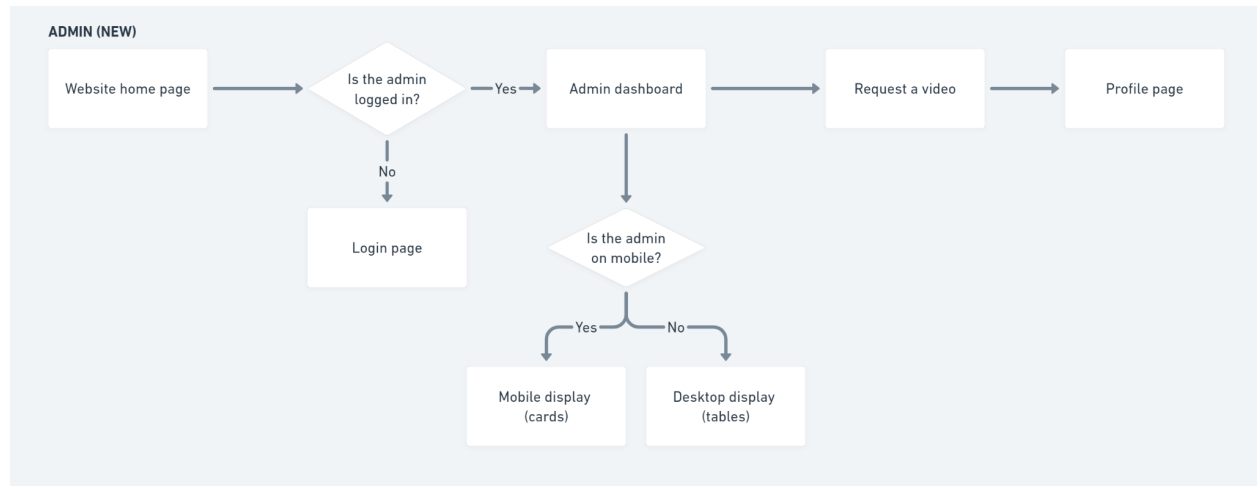 ADMIN (NEW)
Website home page
Is the admin
logged in?
Yes
Admin dashboard
Request a video
Profile page
No
Login page
Is the admin
on mobile?
Yes
No
Mobile display
(cards)
Desktop display
(tables)